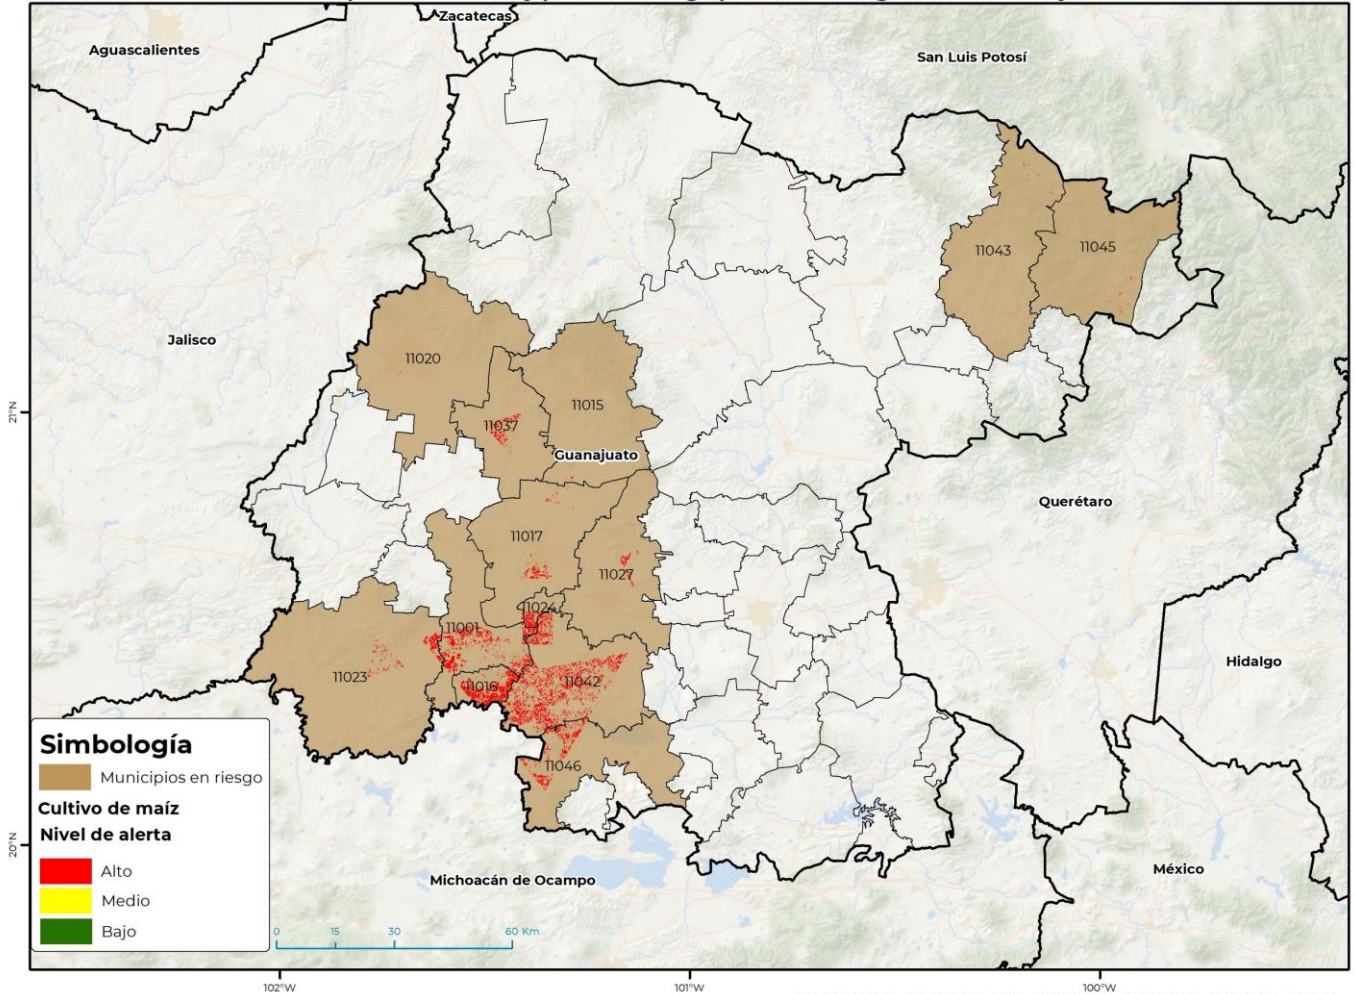 Zacatecas
Aguascalientes
San Luis Potosí
11043
11045
Jalisco
11020
11015
21°N
11037
Guanajuato
Querétaro
11017
11027
11024
11001
Hidalgo
11023
11016
11042
Simbología
11046
Municipios en riesgo
Cultivo de maíz
Nivel de alerta
20°N
Alto
México
Michoacán de Ocampo
Medio
Bajo
0 15 30 60 Km
102°W 101°W 100°W